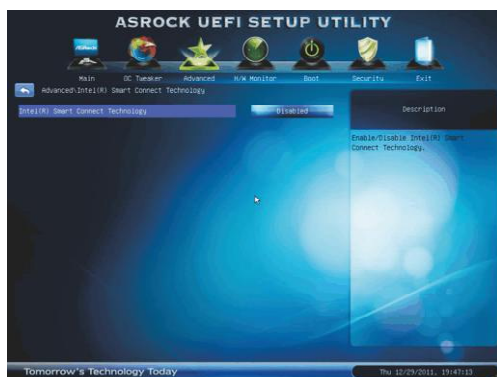 ASROCK UEFI SETUP UTILITY
ASRock
Main OC Tweaker Advanced H/W Monitor Boot Security Exit
Advanced\Intel(R) Smart Connect Technology
Intel(R) Smart Connect Technology Disabled
Description
Enable/Disable Intel(R) Smart
Connect Technology.
Tomorrow's Technology Today
Thu 12/29/2011, 19:47:13